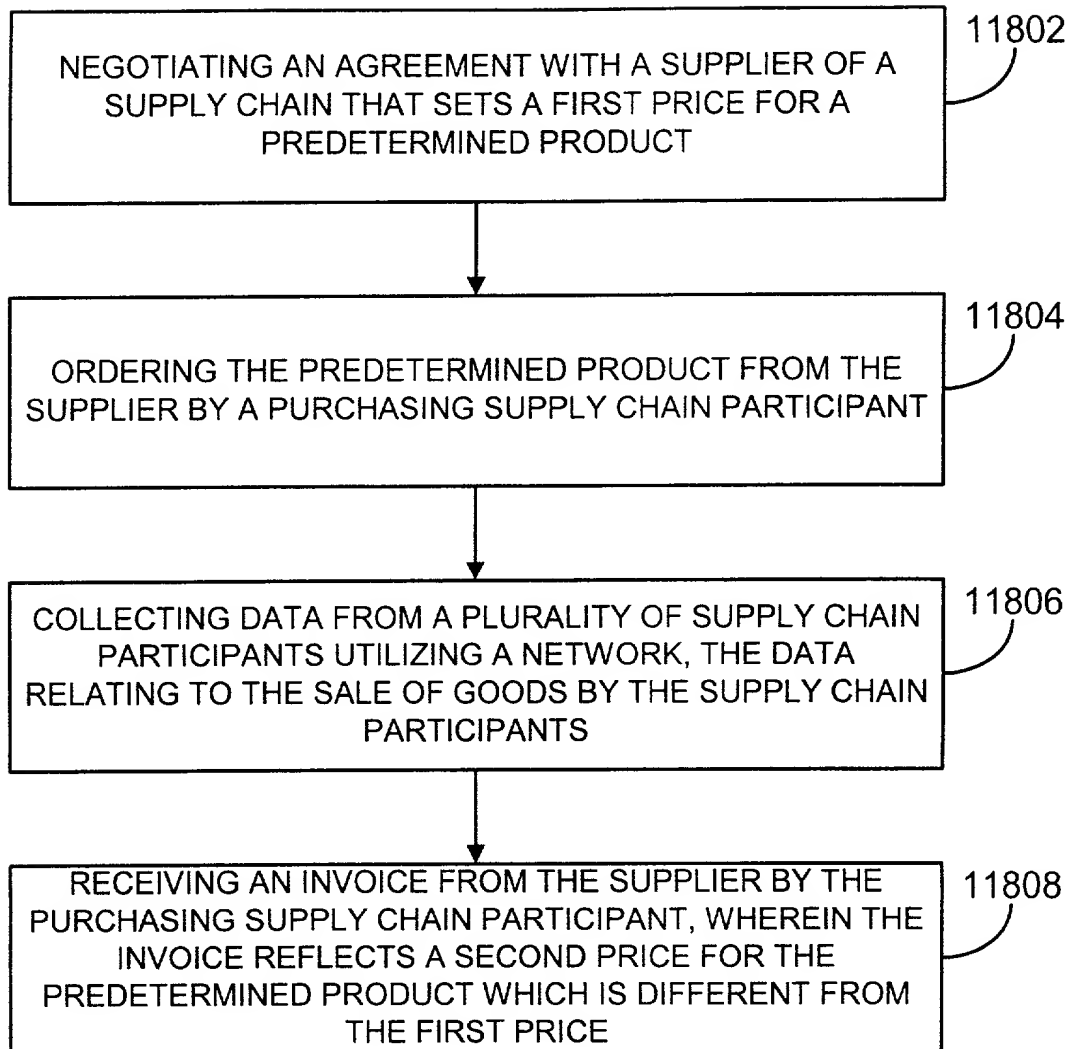 11802
NEGOTIATING AN AGREEMENT WITH A SUPPLIER OF A
SUPPLY CHAIN THAT SETS A FIRST PRICE FOR A
PREDETERMINED PRODUCT
11804
ORDERING THE PREDETERMINED PRODUCT FROM THE
SUPPLIER BY A PURCHASING SUPPLY CHAIN PARTICIPANT
11806
COLLECTING DATA FROM A PLURALITY OF SUPPLY CHAIN
PARTICIPANTS UTILIZING A NETWORK, THE DATA
RELATING TO THE SALE OF GOODS BY THE SUPPLY CHAIN
PARTICIPANTS
11808
RECEIVING AN INVOICE FROM THE SUPPLIER BY THE
PURCHASING SUPPLY CHAIN PARTICIPANT, WHEREIN THE
INVOICE REFLECTS A SECOND PRICE FOR THE
PREDETERMINED PRODUCT WHICH IS DIFFERENT FROM
THE FIRST PRICE